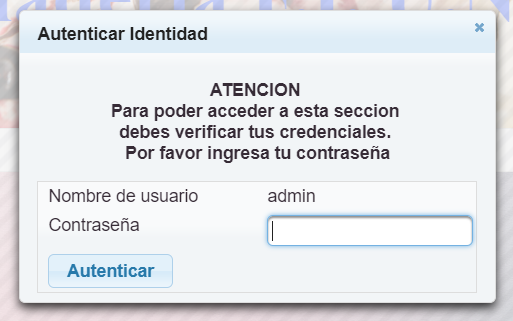 Autenticar Identidad
ATENCION
Para poder acceder a esta seccion
debes verificar tus credenciales.
Por favor ingresa tu contraseña
Nombre de usuario admin
Contraseña
Autenticar